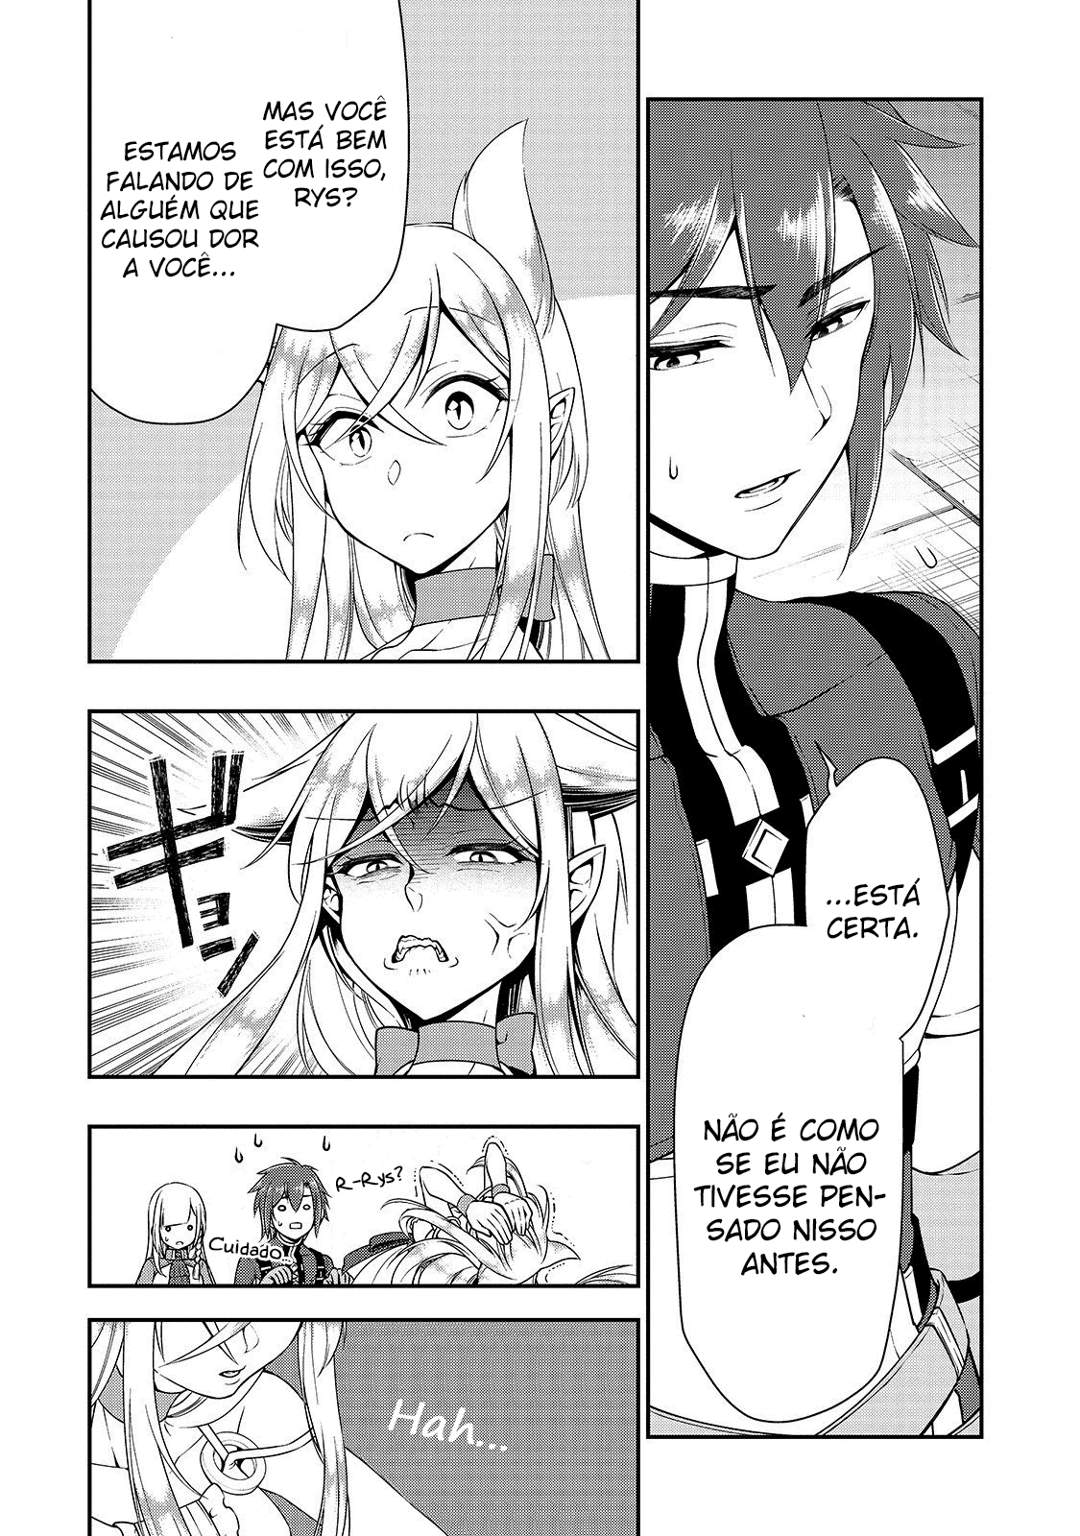 ...ESTÁ
CERTA.
NÃO É COMO
SE EU NÃO
TIVESSE PEN-
SADO NISSO
ANTES.
MAS VOCÊ
ESTÁ BEM
COM ISSO,
RYS?
ESTAMOS
FALANDO DE
ALGUÉM QUE
CAUSOU DOR
A VOCÊ...
ギョッ
R-Rys?
Cuidado...
Hah...